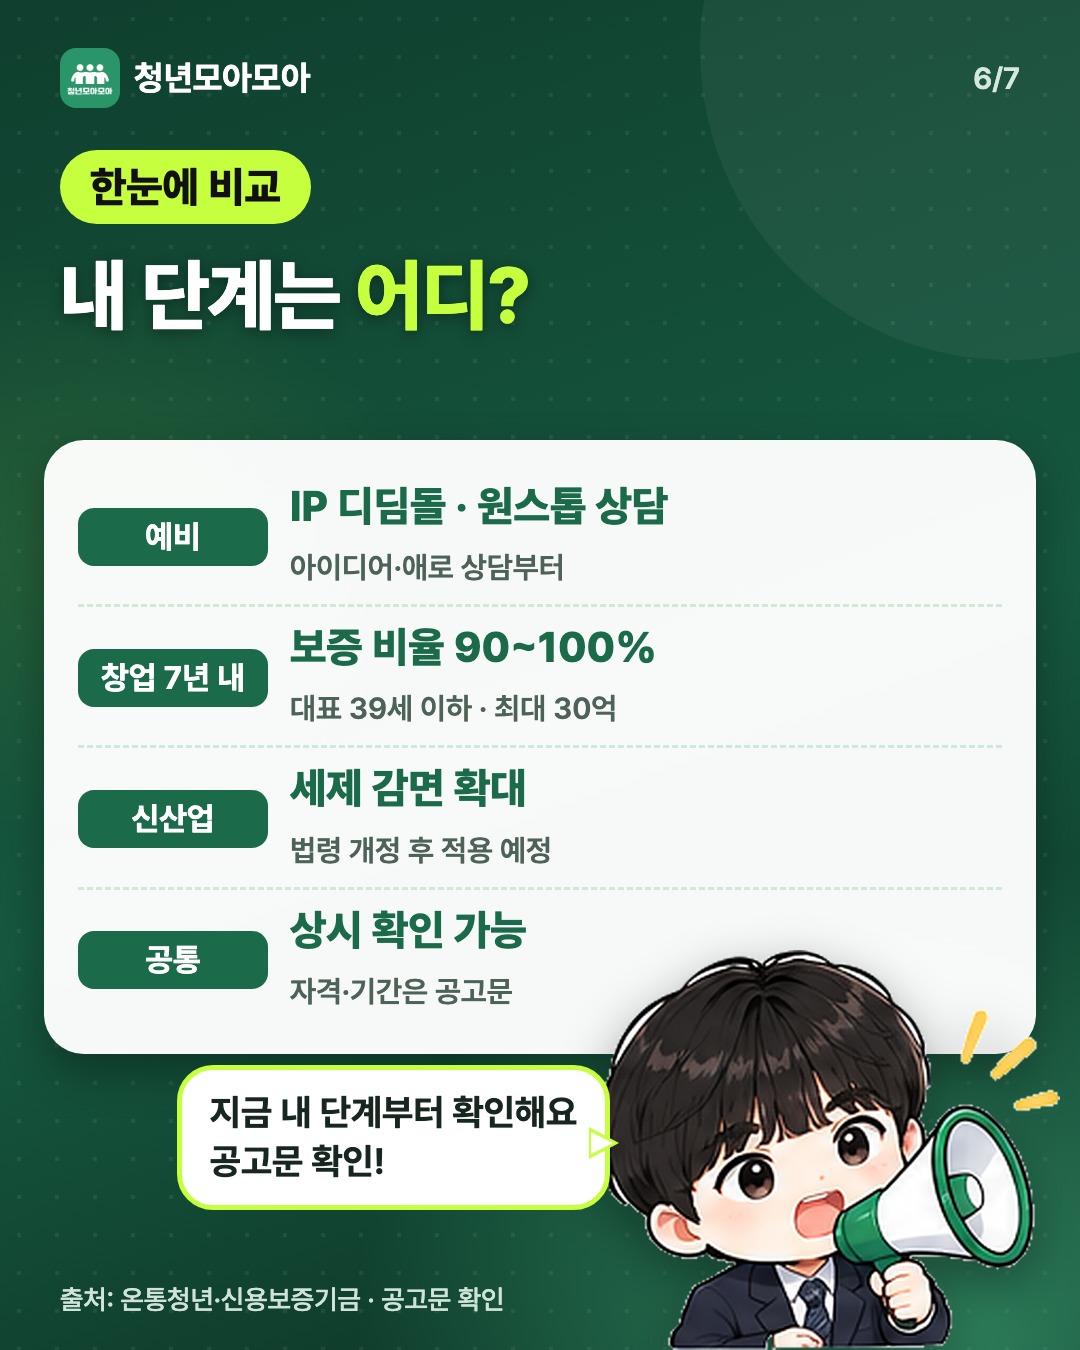 청년모아모아
청년모아모아
6/7
한눈에 비교
내 단계는 어디?
예비
IP 디딤돌 · 원스톱 상담
아이디어·애로 상담부터
창업 7년 내
보증 비율 90~100%
대표 39세 이하 · 최대 30억
신산업
세제 감면 확대
법령 개정 후 적용 예정
공통
상시 확인 가능
자격·기간은 공고문
지금 내 단계부터 확인해요
공고문 확인!
출처: 온통청년·신용보증기금 · 공고문 확인